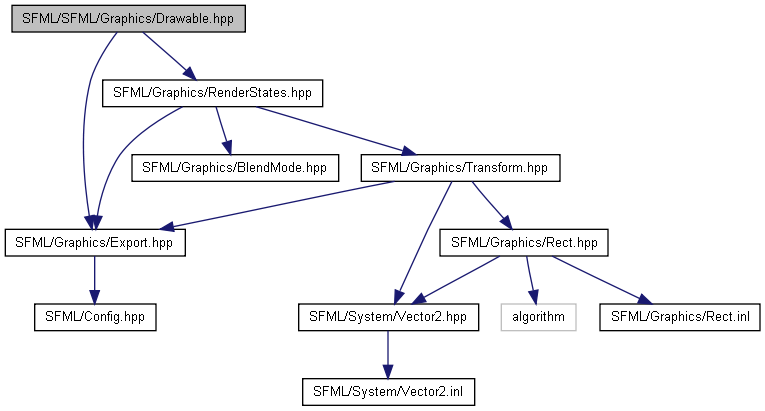 SFML/SFML/Graphics/Drawable.hpp
SFML/Graphics/RenderStates.hpp
SFML/Graphics/BlendMode.hpp
SFML/Graphics/Transform.hpp
SFML/Graphics/Export.hpp
SFML/Graphics/Rect.hpp
SFML/Config.hpp
SFML/System/Vector2.hpp
algorithm
SFML/Graphics/Rect.inl
SFML/System/Vector2.inl